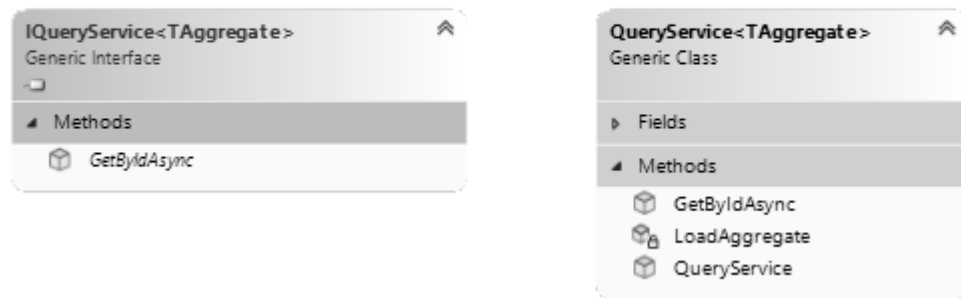 IQueryService<TAggregate>
Generic Interface
Methods
GetByIdAsync
QueryService<TAggregate>
Generic Class
Fields
Methods
GetByIdAsync
LoadAggregate
QueryService